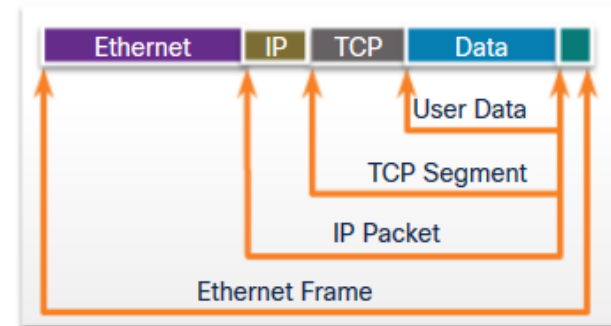 Ethernet IP TCP Data
User Data
TCP Segment
IP Packet
Ethernet Frame